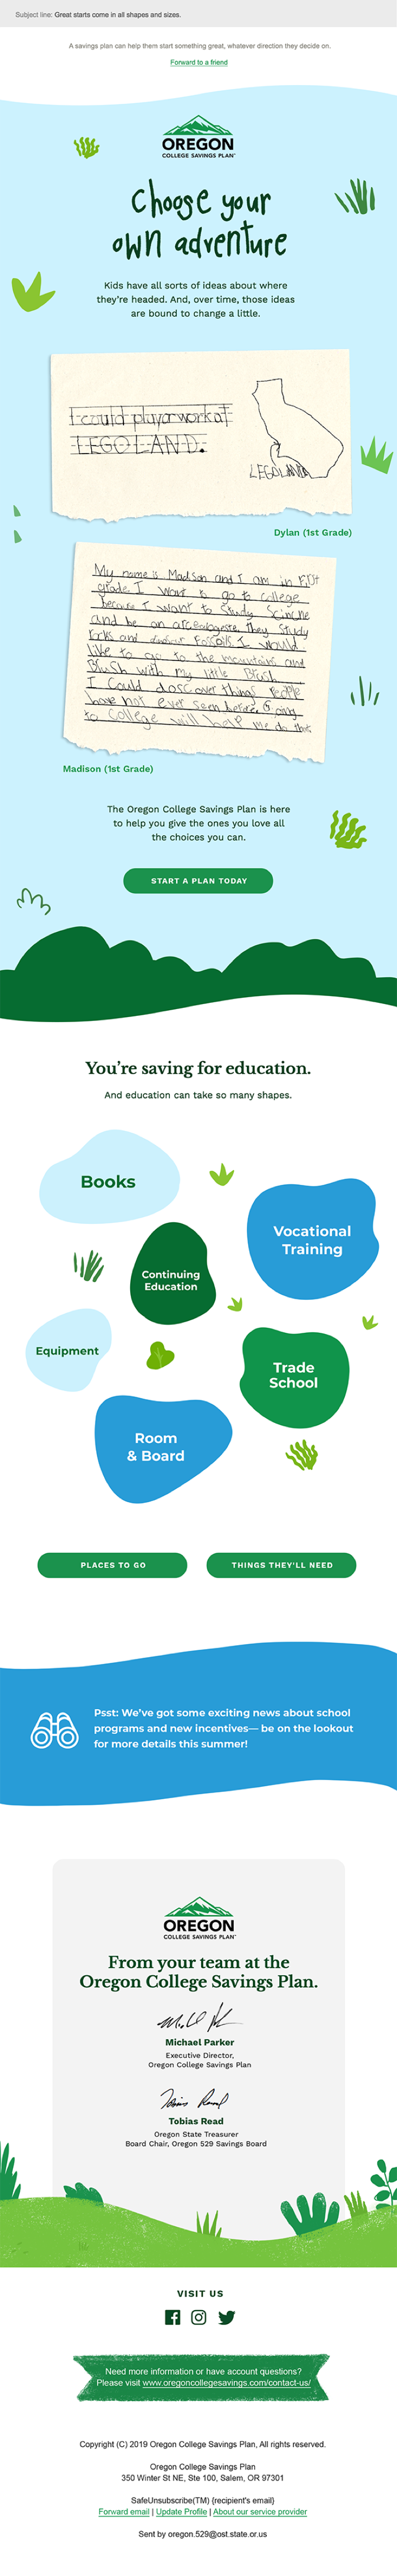 Subject line: Great starts come in all shapes and sizes.
A savings plan can help them start something great, whatever direction they decide on.
Forward to a friend
OREGON
COLLEGE SAVINGS PLAN™
Choose your
own adventure
Kids have all sorts of ideas about where
they're headed. And, over time, those ideas
are bound to change a little.
I could play or work at
LEGOLAND.
LEGOLAND
Dylan (1st Grade)
My name is Madison and I am in First
grade. I want to go to college
because I want to study
and be an they study
rocks and dinosaur I would
like to go to the mountains and
Brush with my little Brush
I Could things People
have not ever seen before. Going
to College will help me do that
Madison (1st Grade)
The Oregon College Savings Plan is here
to help you give the ones you love all
the choices you can.
START A PLAN TODAY
You're saving for education.
And education can take so many shapes.
Books
Vocational
Training
Continuing
Education
Equipment
Trade
School
Room
& Board
PLACES TO GO
THINGS THEY'LL NEED
Psst: We've got some exciting news about school
programs and new incentives— be on the lookout
for more details this summer!
OREGON
COLLEGE SAVINGS PLAN™
From your team at the
Oregon College Savings Plan.
Michael Parker
Executive Director,
Oregon College Savings Plan
Tobias Read
Oregon State Treasurer
Board Chair, Oregon 529 Savings Board
VISIT US
Need more information or have account questions?
Please visit www.oregoncollegesavings.com/contact-us/
Copyright (C) 2019 Oregon College Savings Plan, All rights reserved.
Oregon College Savings Plan
350 Winter St NE, Ste 100, Salem, OR 97301
SafeUnsubscribe(TM) {recipient's email}
Forward email | Update Profile | About our service provider
Sent by oregon.529@ost.state.or.us